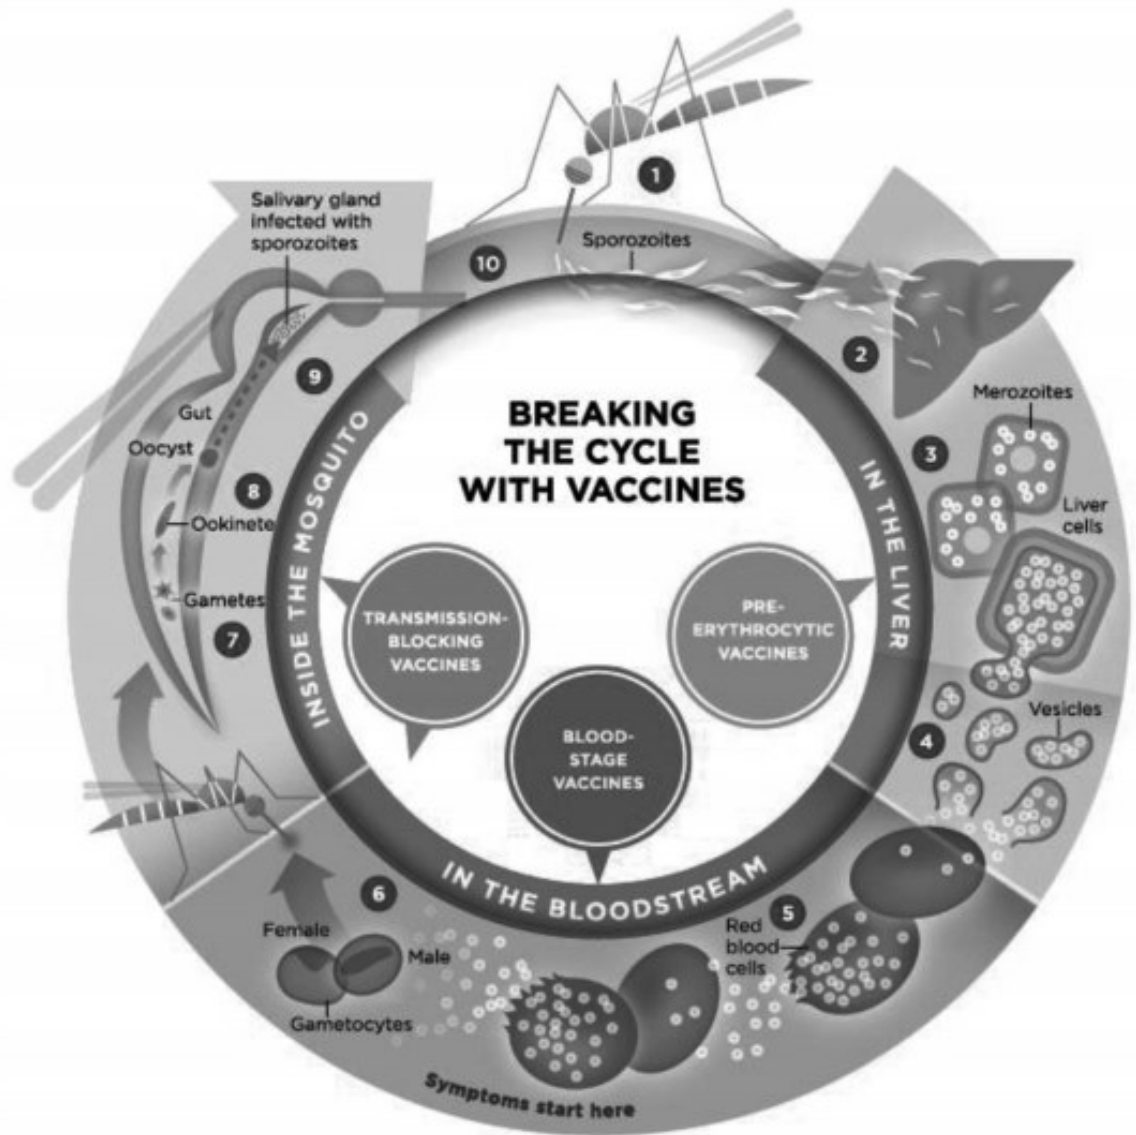 1
Salivary gland
infected with
sporozoites
10
Sporozoites
2
9
Merozoites
Gut
BREAKING
THE CYCLE
WITH VACCINES
Oocyst
3
8
Liver
cells
Ookinete
INSIDE THE MOSQUITO
IN THE LIVER
Gametes
7
TRANSMISSION-
BLOCKING
VACCINES
PRE-
ERYTHROCYTIC
VACCINES
BLOOD-
STAGE
VACCINES
Vesicles
4
IN THE BLOODSTREAM
6
5
Female
Male
Red
blood
cells
Gametocytes
Symptoms start here